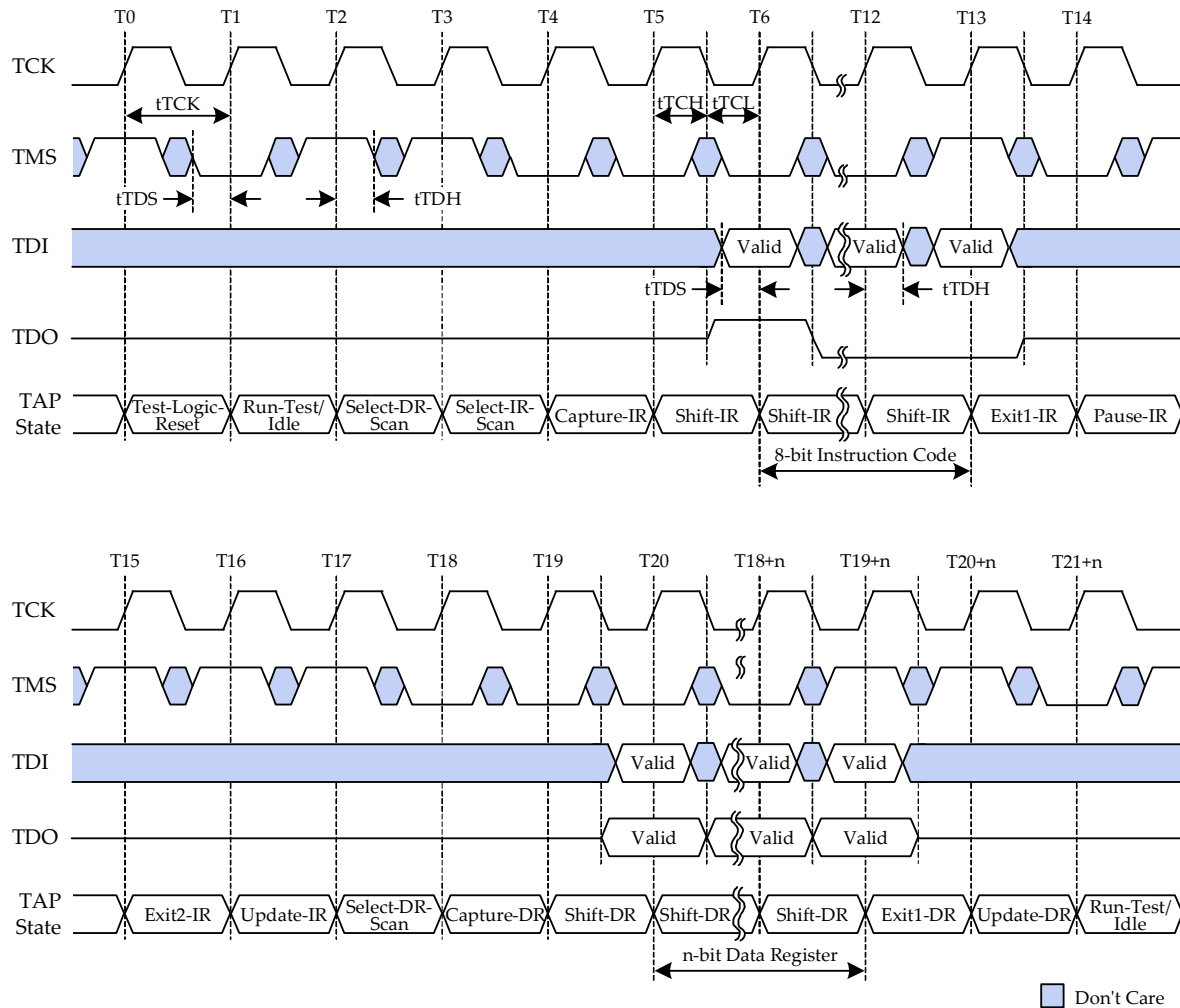 T0 T1 T2 T3 T4 T5 T6 T12 T13 T14
TCK
tTCK tTCH tTCL
TMS
tTDS tTDH
TDI Valid Valid Valid
tTDS tTDH
TDO
TAP State Test-Logic-Reset Run-Test/Idle Select-DR-Scan Select-IR-Scan Capture-IR Shift-IR Shift-IR Shift-IR Exit1-IR Pause-IR
8-bit Instruction Code
T15 T16 T17 T18 T19 T20 T18+n T19+n T20+n T21+n
TCK
TMS
TDI Valid Valid Valid
TDO Valid Valid Valid
TAP State Exit2-IR Update-IR Select-DR-Scan Capture-DR Shift-DR Shift-DR Shift-DR Exit1-DR Update-DR Run-Test/Idle
n-bit Data Register
Don't Care